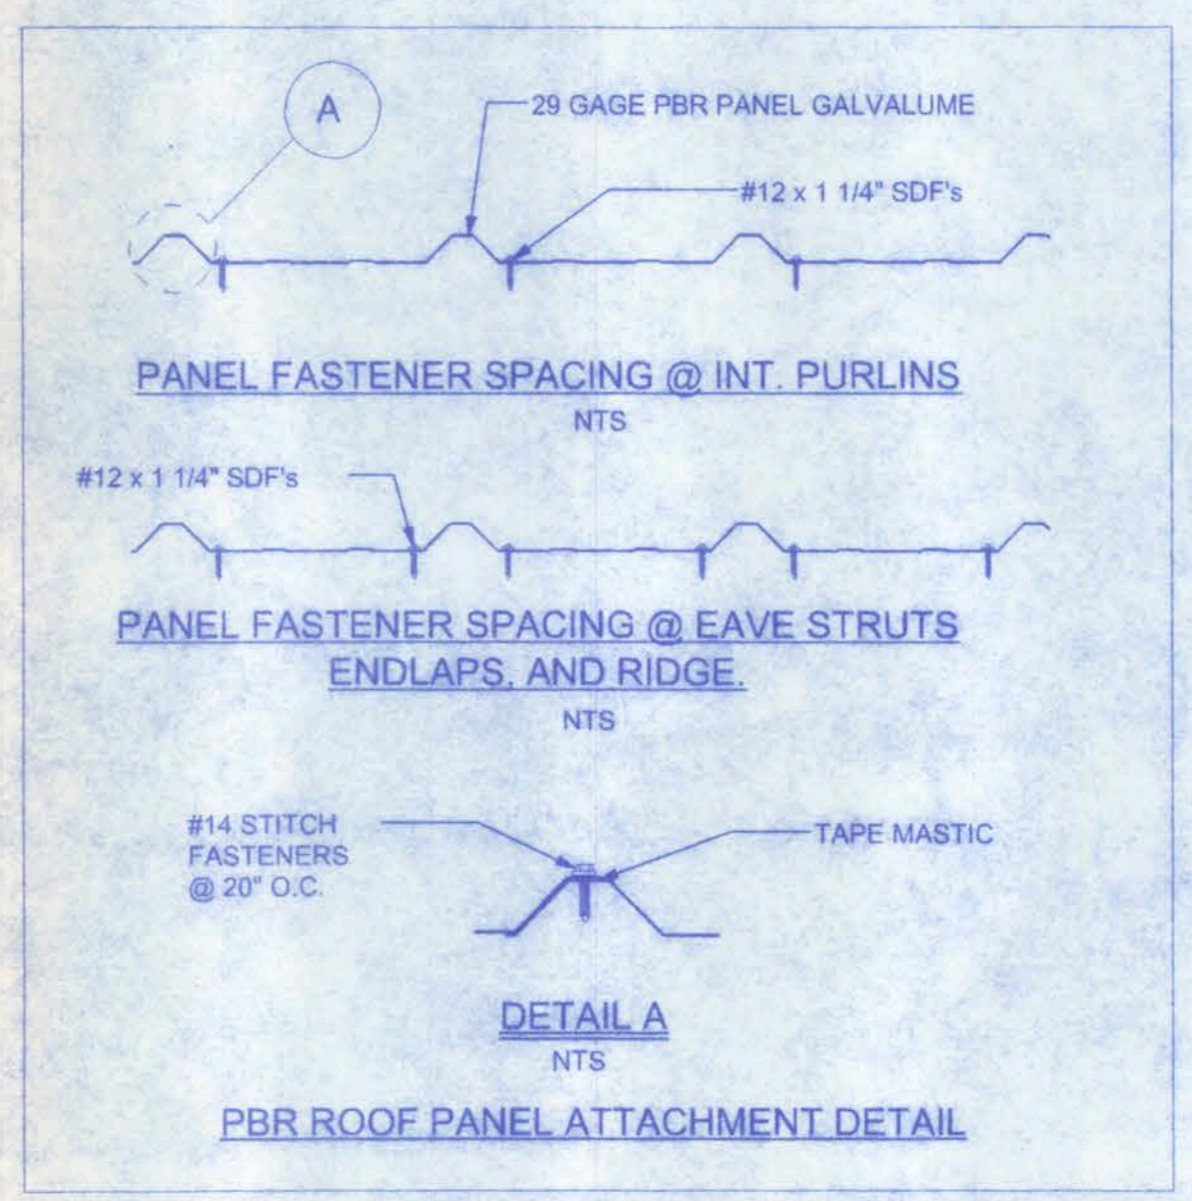 A
29 GAGE PBR PANEL GALVALUME
#12 x 1 1/4" SDF's
PANEL FASTENER SPACING @ INT. PURLINS
NTS
#12 x 1 1/4" SDF's
PANEL FASTENER SPACING @ EAVE STRUTS
ENDLAPS, AND RIDGE.
NTS
#14 STITCH
FASTENERS
@ 20" O.C.
TAPE MASTIC
DETAIL A
NTS
PBR ROOF PANEL ATTACHMENT DETAIL